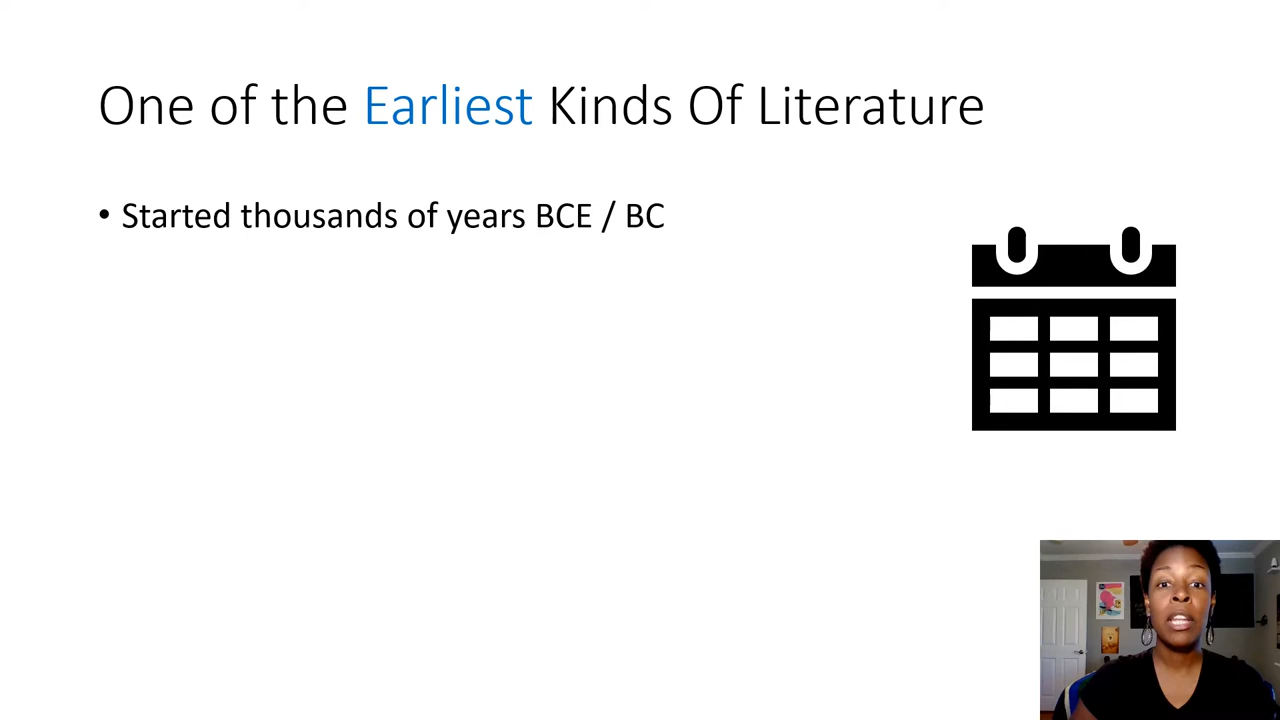 One of the Earliest Kinds Of Literature
• Started thousands of years BCE / BC